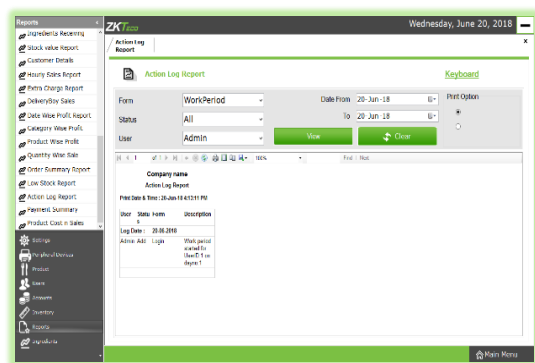 Reports
ZKTeco
Wednesday, June 20, 2018
Ingredients Receiving
Stock value Report
Customer Details
Hourly Sales Report
Extra Charge Report
DeliveryBoy Sales
Date Wise Profit Report
Category Wise Profit
Product Wise Profit
Quantity Wise Sale
Order Summary Report
Low Stock Report
Action Log Report
Payment Summary
Product Cost n Sales
Settings
Peripheral Devices
Product
Users
Accounts
Inventory
Reports
Ingredients
Action Log
Report
x
Action Log Report
Keyboard
Form
WorkPeriod
Date From
20-Jun-18
Print Option
Status
All
To
20-Jun-18
User
Admin
View
Clear
1
of 1
100%
Find | Next
Company name
Action Log Report
Print Date & Time : 20-Jun-18 4:13:11 PM
User Statu Form Description
s
Log Date : 20-06-2018
Admin Add Login Work period
started for
UserID 1 on
dayno 1
Main Menu